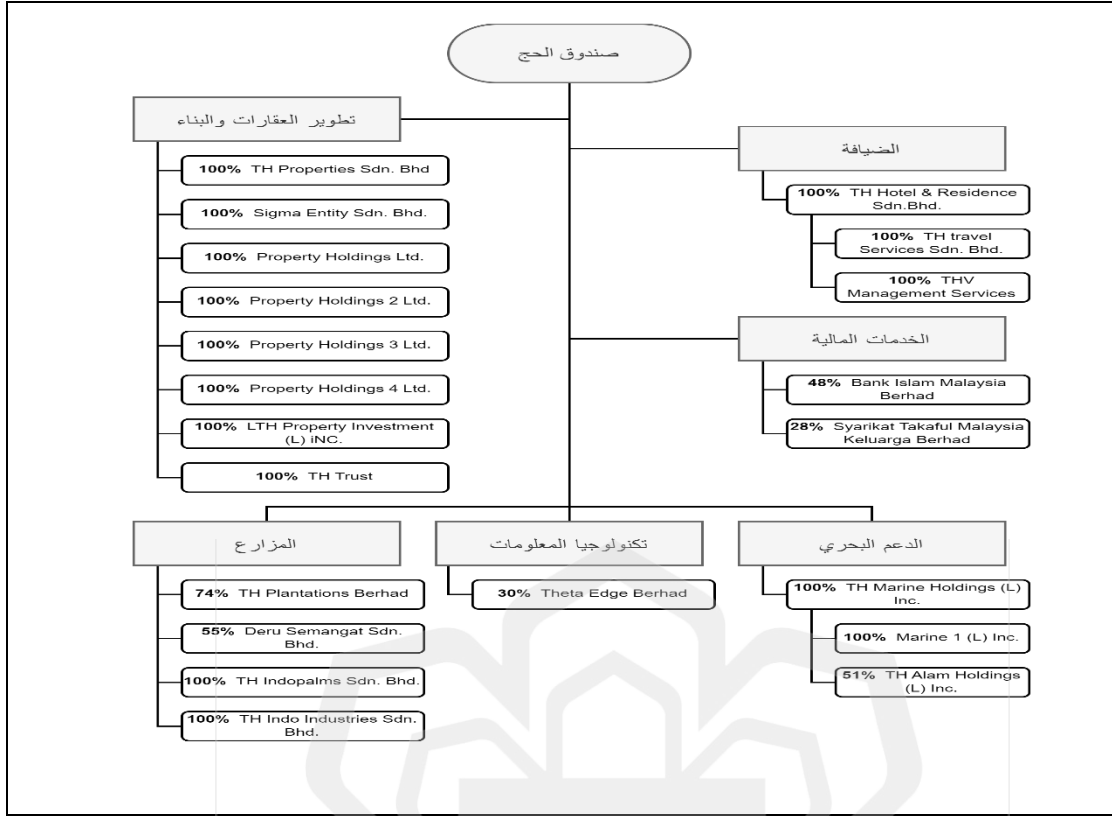 صندوق الحج
تطوير العقارات والبناء
100% TH Properties Sdn. Bhd
100% Sigma Entity Sdn. Bhd.
100% Property Holdings Ltd.
100% Property Holdings 2 Ltd.
100% Property Holdings 3 Ltd.
100% Property Holdings 4 Ltd.
100% LTH Property Investment
(L) iNC.
100% TH Trust
الضيافة
100% TH Hotel & Residence
Sdn.Bhd.
100% TH travel
Services Sdn. Bhd.
100% THV
Management Services
الخدمات المالية
48% Bank Islam Malaysia
Berhad
28% Syarikat Takaful Malaysia
Keluarga Berhad
المزارع
74% TH Plantations Berhad
55% Deru Semangat Sdn.
Bhd.
100% TH Indopalms Sdn. Bhd.
100% TH Indo Industries Sdn.
Bhd.
تكنولوجيا المعلومات
30% Theta Edge Berhad
الدعم البحري
100% TH Marine Holdings (L)
Inc.
100% Marine 1 (L) Inc.
51% TH Alam Holdings
(L) Inc.